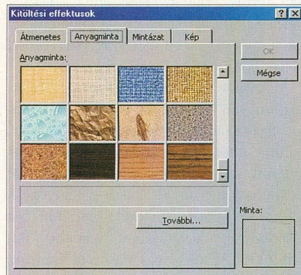 Kitöltési effektusok
Átmenetes Anyagminta Mintázat Kép
OK
Anyagminta:
Mégse
További...
Minta: